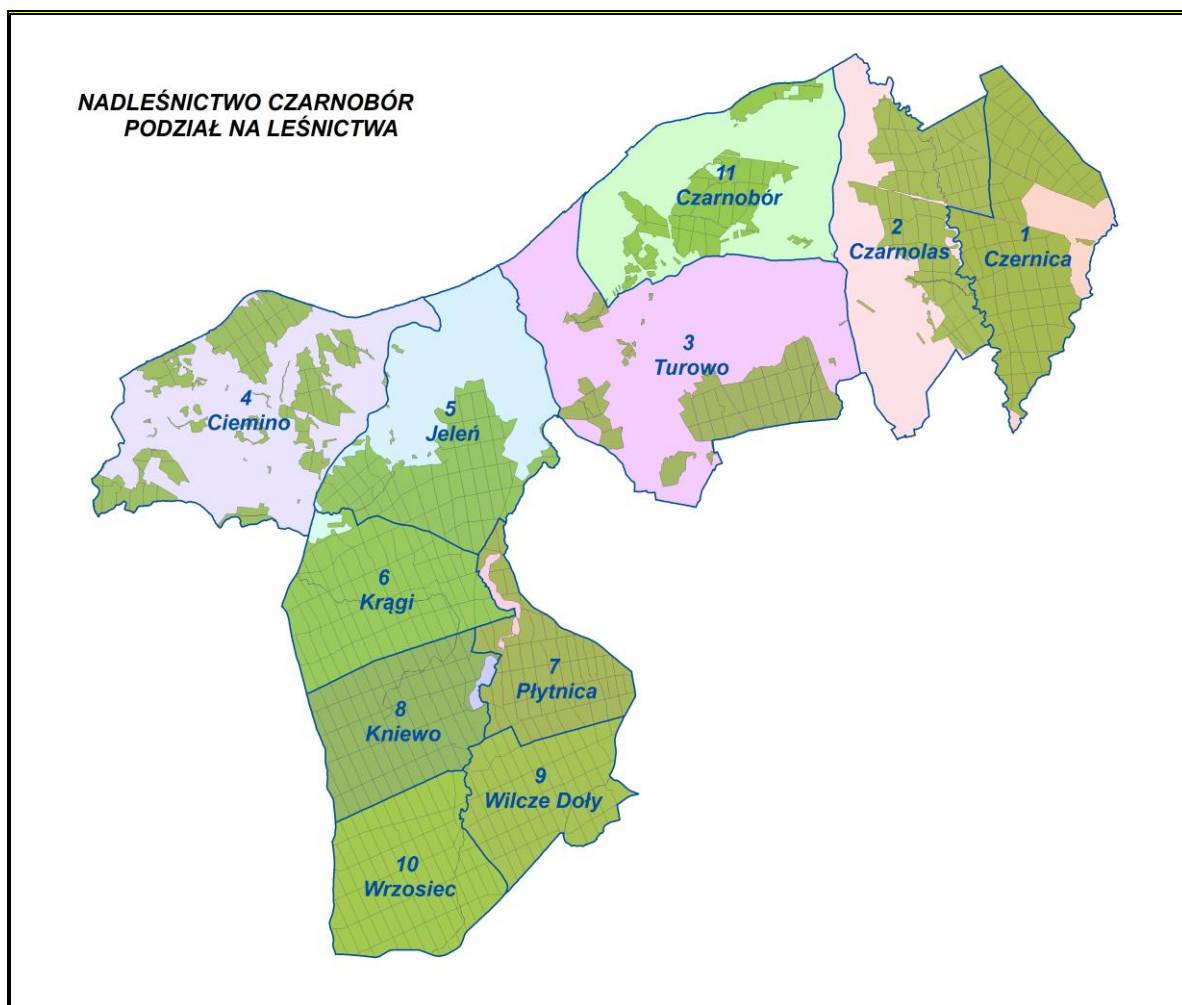 NADLEŚNICTWO CZARNOBÓR
PODZIAŁ NA LEŚNICTWA
11
Czarnobór
2
Czarnolas
1
Czernica
3
Turowo
4
Ciemino
5
Jeleń
6
Krągi
7
Płytnica
8
Kniewo
9
Wilcze Doły
10
Wrzosiec